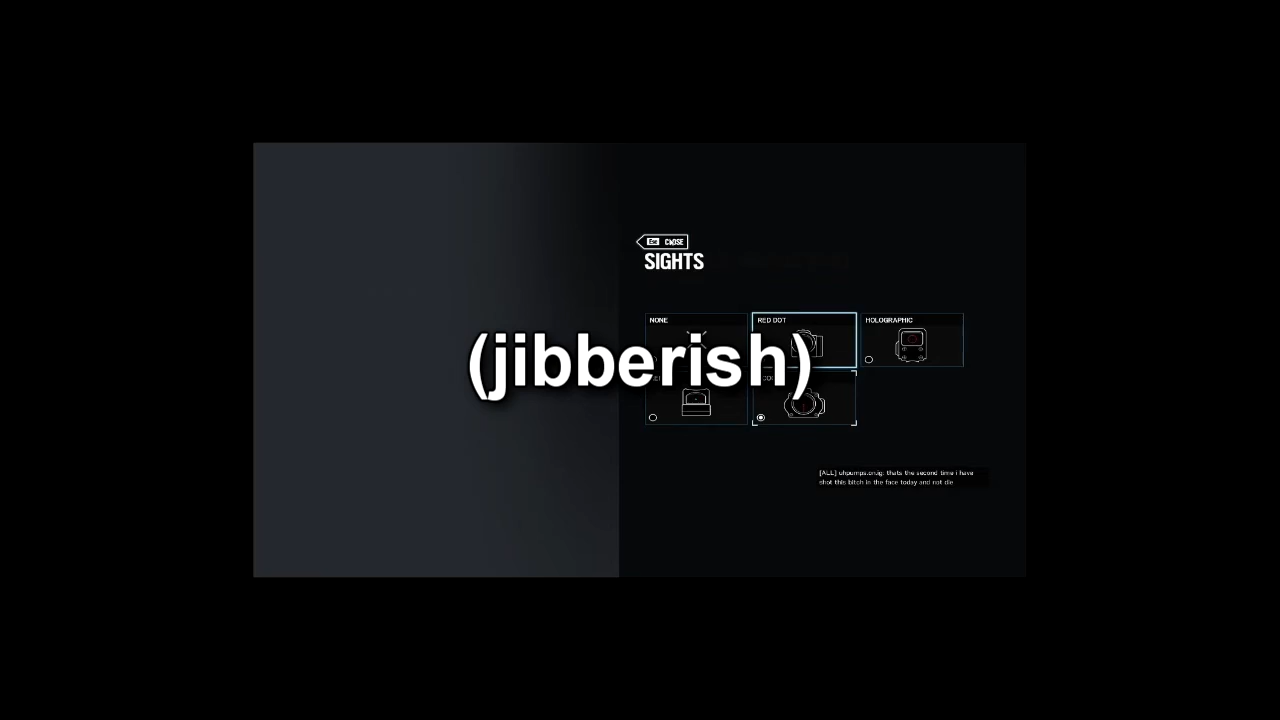 Esc CLOSE
SIGHTS
NONE
RED DOT
HOLOGRAPHIC
(jibberish)
[ALL] uhpumps.on.ig: thats the second time i have
shot this bitch in the face today and not die